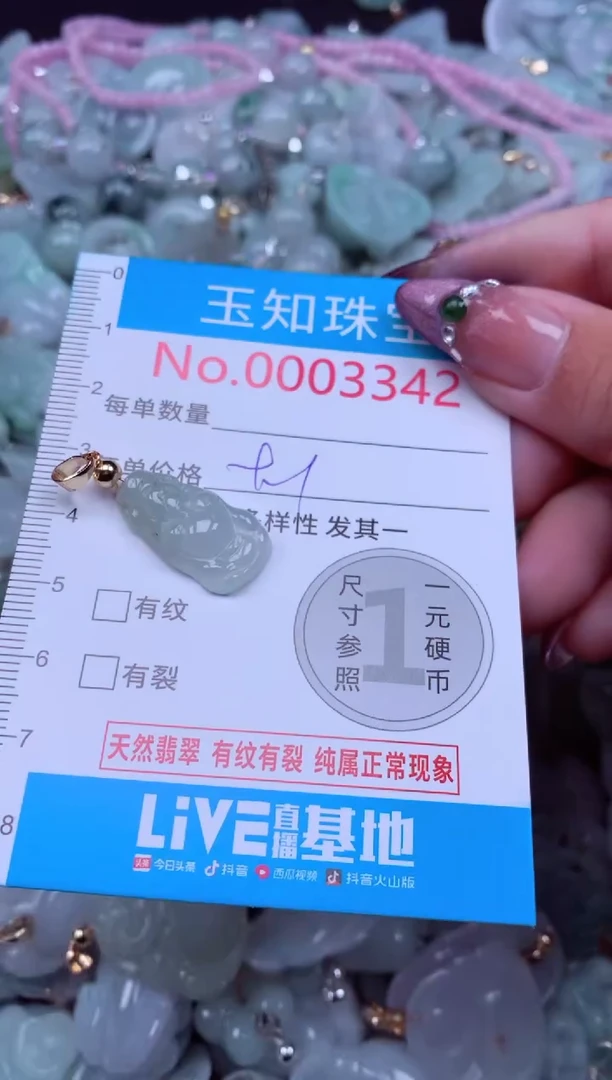 0
1
2
3
4
5
6
7
8
玉知珠宝
No.0003342
每单数量
单价格
多样性 发其一
有纹
有裂
尺寸参照
1
一元硬币
天然翡翠 有纹有裂 纯属正常现象
LiVE直播基地
头条 今日头条 抖音 西瓜视频 抖音火山版